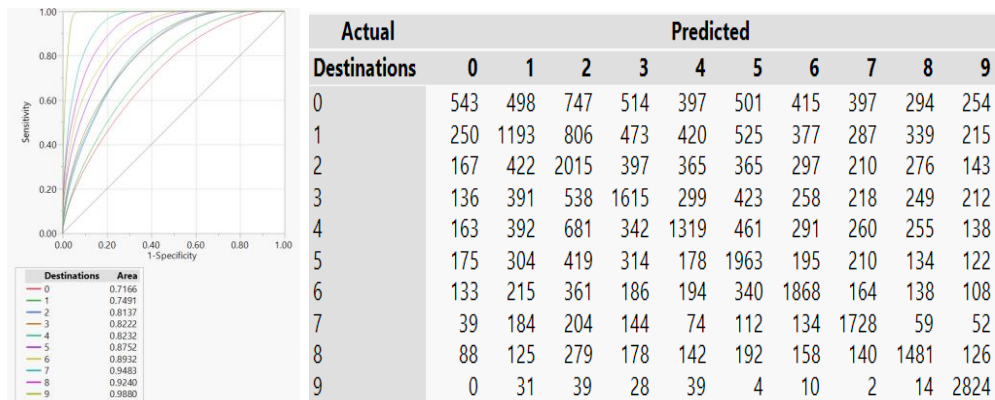 1.00
0.80
0.60
0.40
0.20
0.00
Sensitivity
0.00 0.20 0.40 0.60 0.80 1.00
1-Specificity
Destinations Area
0 0.7166
1 0.7491
2 0.8137
3 0.8222
4 0.8232
5 0.8752
6 0.8932
7 0.9483
8 0.9240
9 0.9880
Actual Predicted
Destinations 0 1 2 3 4 5 6 7 8 9
0 543 498 747 514 397 501 415 397 294 254
1 250 1193 806 473 420 525 377 287 339 215
2 167 422 2015 397 365 365 297 210 276 143
3 136 391 538 1615 299 423 258 218 249 212
4 163 392 681 342 1319 461 291 260 255 138
5 175 304 419 314 178 1963 195 210 134 122
6 133 215 361 186 194 340 1868 164 138 108
7 39 184 204 144 74 112 134 1728 59 52
8 88 125 279 178 142 192 158 140 1481 126
9 0 31 39 28 39 4 10 2 14 2824